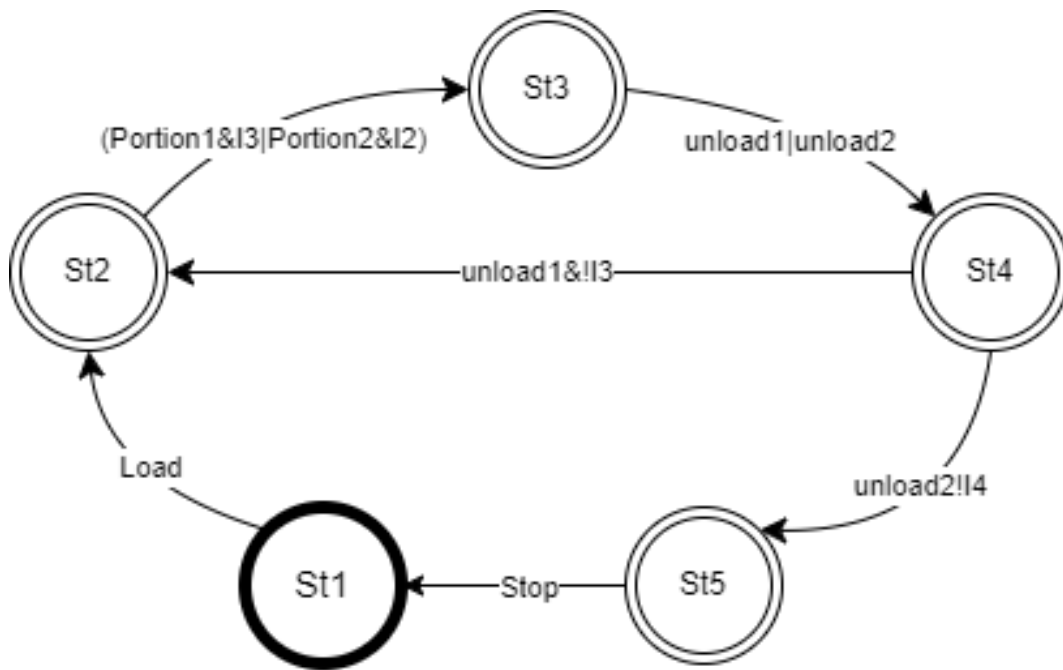 St3
(Portion1&I3|Portion2&I2)
unload1|unload2
St2
unload1&!I3
St4
Load
unload2!I4
St1
Stop
St5